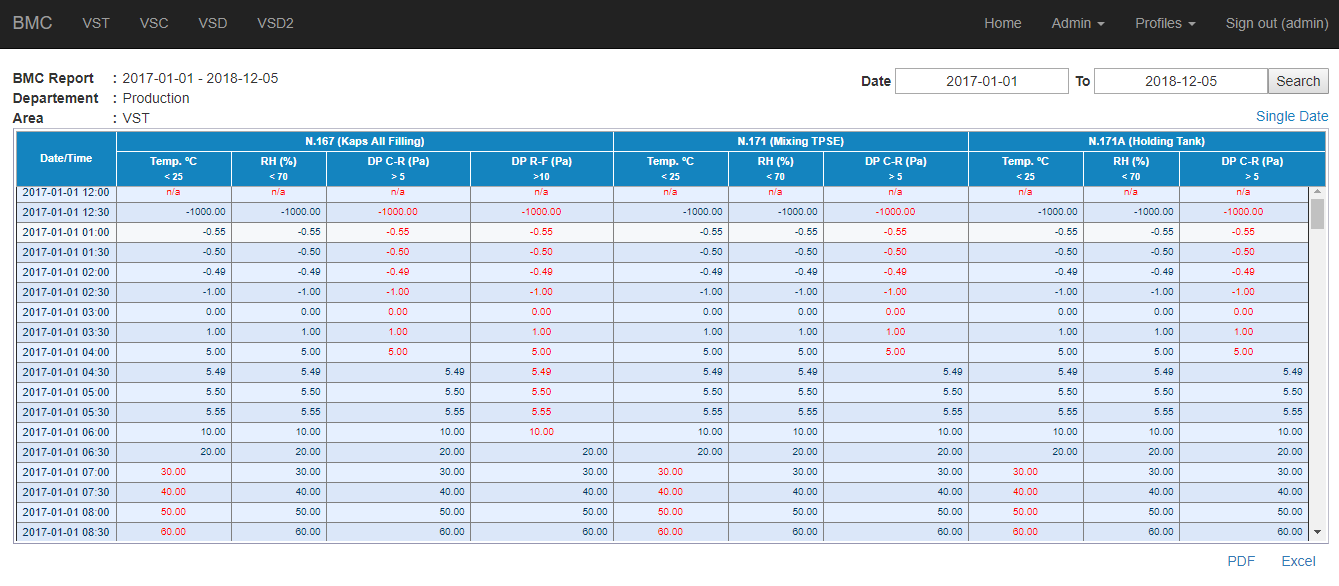 BMC VST VSC VSD VSD2 Home Admin Profiles Sign out (admin)
BMC Report : 2017-01-01 - 2018-12-05 Date 2017-01-01 To 2018-12-05 Search
Departement : Production
Area : VST Single Date
Date/Time N.167 (Kaps All Filling) N.171 (Mixing TPSE) N.171A (Holding Tank)
Temp. ºC RH (%) DP C-R (Pa) DP R-F (Pa) Temp. ºC RH (%) DP C-R (Pa) Temp. ºC RH (%) DP C-R (Pa)
< 25 < 70 > 5 >10 < 25 < 70 > 5 < 25 < 70 > 5
2017-01-01 12:00 n/a n/a n/a n/a n/a n/a n/a n/a n/a n/a
2017-01-01 12:30 -1000.00 -1000.00 -1000.00 -1000.00 -1000.00 -1000.00 -1000.00 -1000.00 -1000.00 -1000.00
2017-01-01 01:00 -0.55 -0.55 -0.55 -0.55 -0.55 -0.55 -0.55 -0.55 -0.55 -0.55
2017-01-01 01:30 -0.50 -0.50 -0.50 -0.50 -0.50 -0.50 -0.50 -0.50 -0.50 -0.50
2017-01-01 02:00 -0.49 -0.49 -0.49 -0.49 -0.49 -0.49 -0.49 -0.49 -0.49 -0.49
2017-01-01 02:30 -1.00 -1.00 -1.00 -1.00 -1.00 -1.00 -1.00 -1.00 -1.00 -1.00
2017-01-01 03:00 0.00 0.00 0.00 0.00 0.00 0.00 0.00 0.00 0.00 0.00
2017-01-01 03:30 1.00 1.00 1.00 1.00 1.00 1.00 1.00 1.00 1.00 1.00
2017-01-01 04:00 5.00 5.00 5.00 5.00 5.00 5.00 5.00 5.00 5.00 5.00
2017-01-01 04:30 5.49 5.49 5.49 5.49 5.49 5.49 5.49 5.49 5.49 5.49
2017-01-01 05:00 5.50 5.50 5.50 5.50 5.50 5.50 5.50 5.50 5.50 5.50
2017-01-01 05:30 5.55 5.55 5.55 5.55 5.55 5.55 5.55 5.55 5.55 5.55
2017-01-01 06:00 10.00 10.00 10.00 10.00 10.00 10.00 10.00 10.00 10.00 10.00
2017-01-01 06:30 20.00 20.00 20.00 20.00 20.00 20.00 20.00 20.00 20.00 20.00
2017-01-01 07:00 30.00 30.00 30.00 30.00 30.00 30.00 30.00 30.00 30.00 30.00
2017-01-01 07:30 40.00 40.00 40.00 40.00 40.00 40.00 40.00 40.00 40.00 40.00
2017-01-01 08:00 50.00 50.00 50.00 50.00 50.00 50.00 50.00 50.00 50.00 50.00
2017-01-01 08:30 60.00 60.00 60.00 60.00 60.00 60.00 60.00 60.00 60.00 60.00
PDF Excel